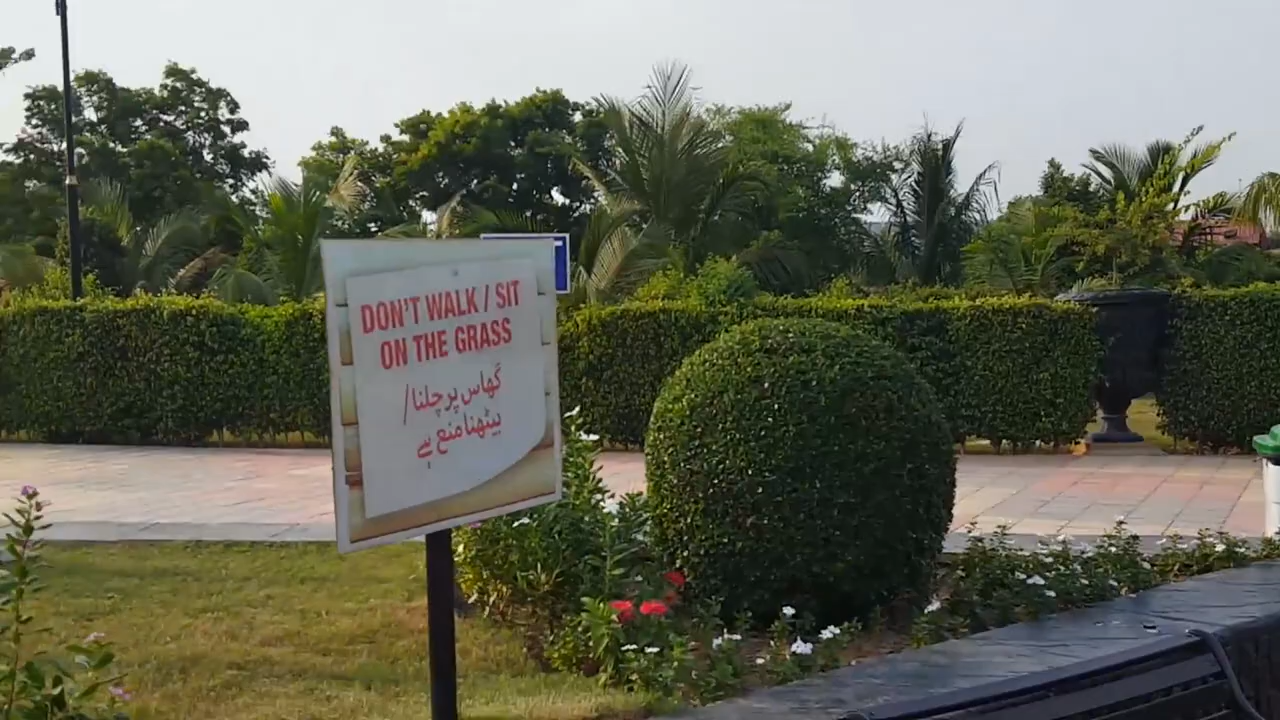 DON'T WALK / SIT
ON THE GRASS
گھاس پر چلنا/
بیٹھنا منع ہے